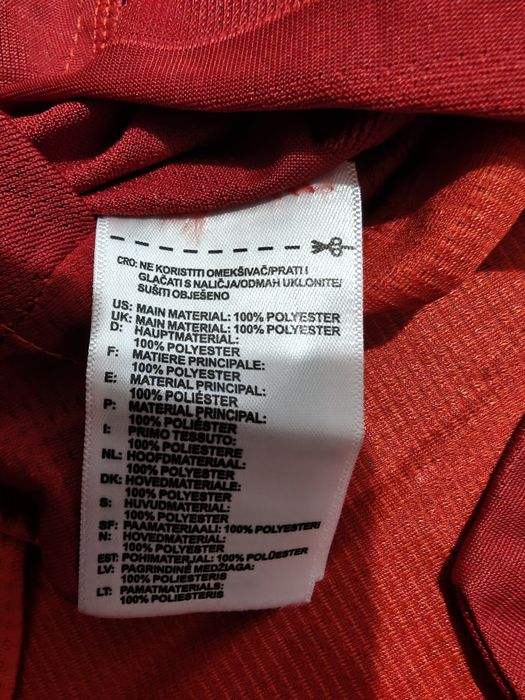 CRO: NE KORISTITI OMEKŠIVAČ/PRATI I
GLAČATI S NALIČJA/ODMAH UKLONITE/
SUŠITI OBJEŠENO
US: MAIN MATERIAL: 100% POLYESTER
UK: MAIN MATERIAL: 100% POLYESTER
D: HAUPTMATERIAL:
100% POLYESTER
F: MATIERE PRINCIPALE:
100% POLYESTER
E: MATERIAL PRINCIPAL:
100% POLIÉSTER
P: MATERIAL PRINCIPAL:
100% POLIÉSTER
I: PRIMO TESSUTO:
100% POLIESTERE
NL: HOOFDMATERIAAL:
100% POLYESTER
DK: HOVEDMATERIALE:
100% POLYESTER
S: HUVUDMATERIAL:
100% POLYESTER
SF: PAAMATERIAALI: 100% POLYESTERI
N: HOVEDMATERIAL:
100% POLYESTER
EST: POHIMATERJAL: 100% POLÜESTER
LV: PAGRINDINĖ MEDŽIAGA:
100% POLIESTERIS
LT: PAMATMATERIALS:
100% POLIESTERIS